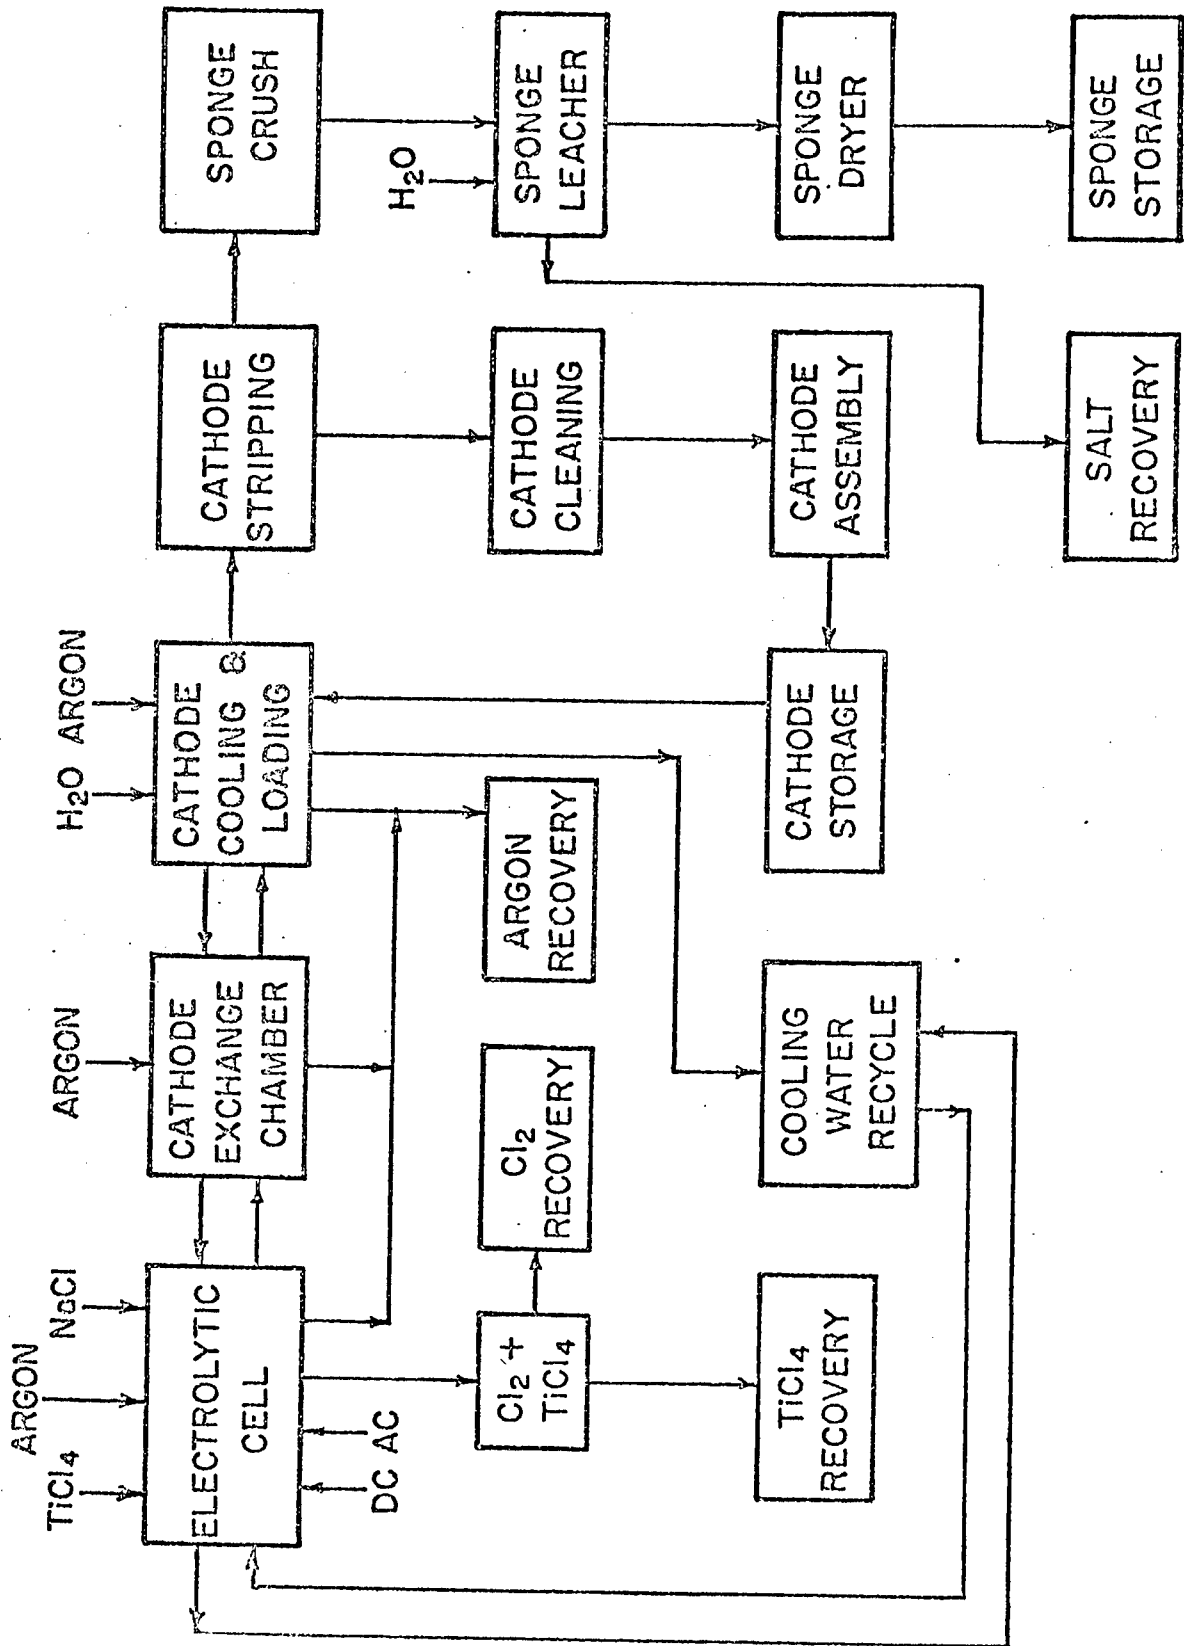 TiCl4
ARGON
NaCl
ARGON
H2O
ARGON
ELECTROLYTIC
CELL
CATHODE
EXCHANGE
CHAMBER
CATHODE
COOLING &
LOADING
CATHODE
STRIPPING
SPONGE
CRUSH
DC
AC
H2O
Cl2 +
TiCl4
Cl2
RECOVERY
ARGON
RECOVERY
CATHODE
CLEANING
SPONGE
LEACHER
TiCl4
RECOVERY
COOLING
WATER
RECYCLE
CATHODE
STORAGE
CATHODE
ASSEMBLY
SPONGE
DRYER
SALT
RECOVERY
SPONGE
STORAGE